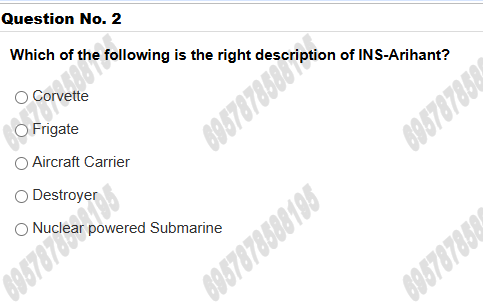 Question No. 2
Which of the following is the right description of INS-Arihant?
Corvette
Frigate
Aircraft Carrier
Destroyer
Nuclear powered Submarine